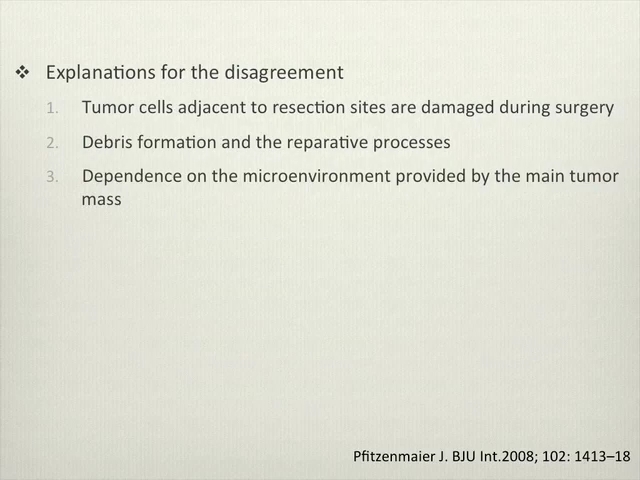 ❖ Explanations for the disagreement
1. Tumor cells adjacent to resection sites are damaged during surgery
2. Debris formation and the reparative processes
3. Dependence on the microenvironment provided by the main tumor
mass
Pfitzenmaier J. BJU Int.2008; 102: 1413–18